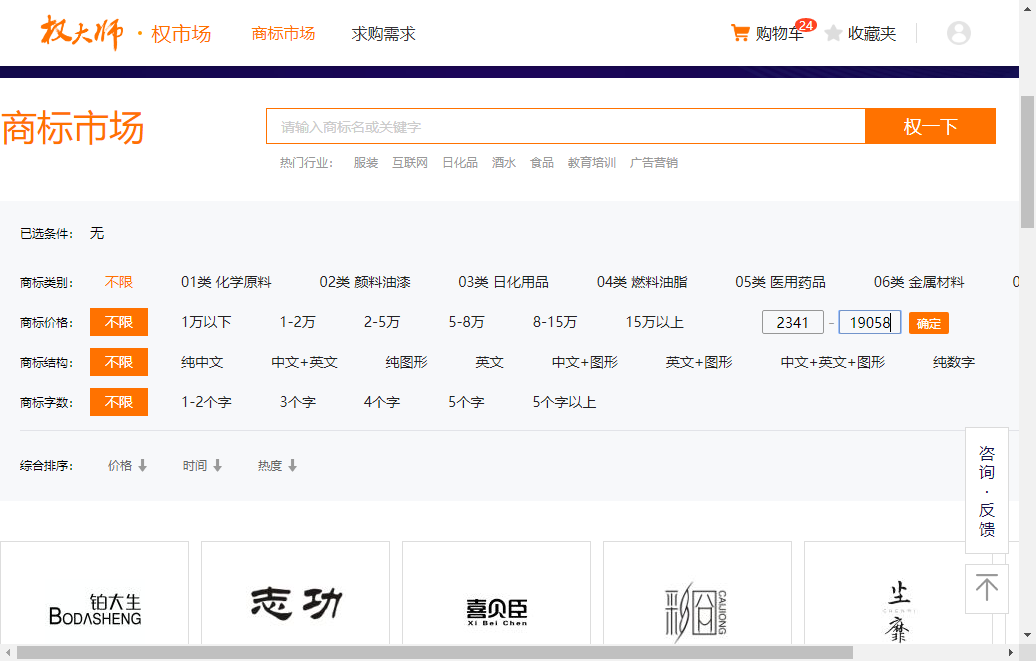 权大师 · 权市场 商标市场 求购需求 购物车 24 收藏夹
商标市场 请输入商标名或关键字 权一下
热门行业： 服装 互联网 日化品 酒水 食品 教育培训 广告营销
已选条件： 无
商标类别： 不限 01类 化学原料 02类 颜料油漆 03类 日化用品 04类 燃料油脂 05类 医用药品 06类 金属材料 0
商标价格： 不限 1万以下 1-2万 2-5万 5-8万 8-15万 15万以上 2341 - 19058 确定
商标结构： 不限 纯中文 中文+英文 纯图形 英文 中文+图形 英文+图形 中文+英文+图形 纯数字
商标字数： 不限 1-2个字 3个字 4个字 5个字 5个字以上
综合排序： 价格 时间 热度
咨
询
·
反
馈
铂大生
BODASHENG
志功
喜贝臣
Xi Bei Chen
CAIJIONG